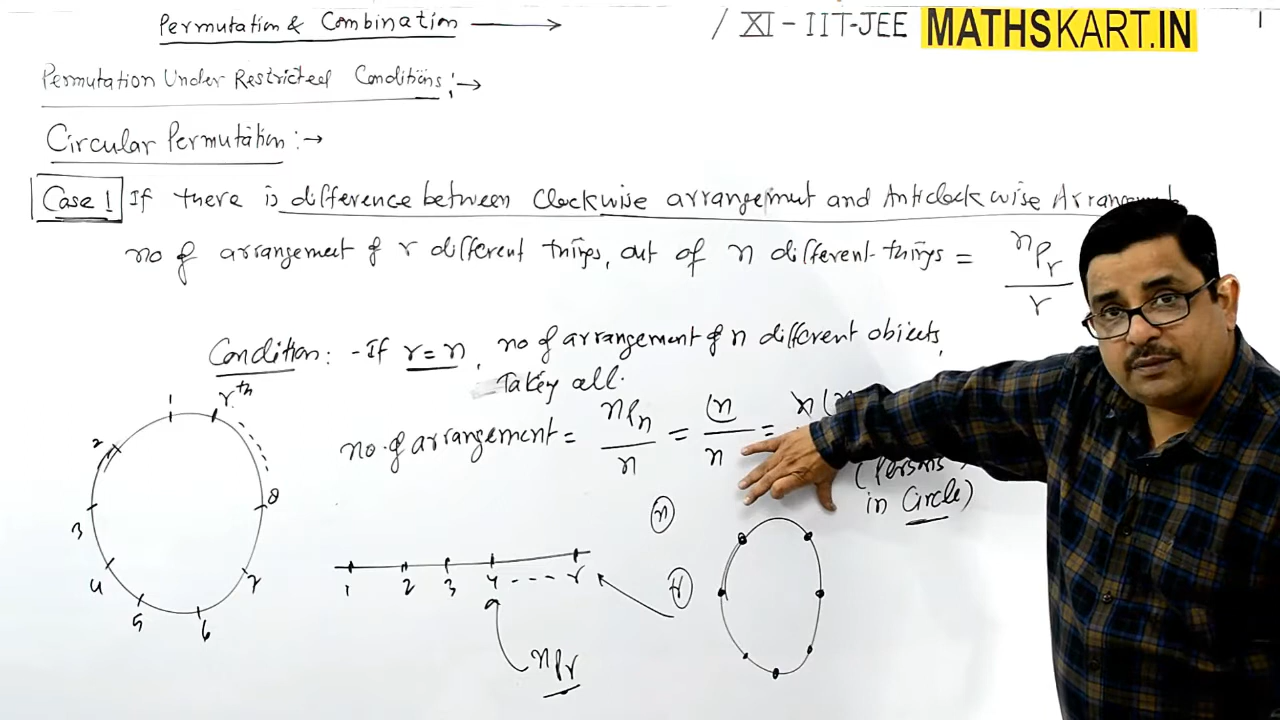 Permutation & Combination → / XI - IIT-JEE MATHSKART.IN
Permutation Under Restricted Conditions :→
Circular Permutation :→
Case 1 If there is difference between Clockwise arrangement and Anticlockwise Arrangement
no of arrangement of r different things, out of n different things = nPr / r
Condition: - If r = n, no of arrangement of n different objects,
Taking all.
no. of arrangement = nPn / n = ⌊n / n =
(Persons
in Circle)
1
rth
2
3
4
5
6
7
8
1 2 3 4 ---- r
nPr
n
r